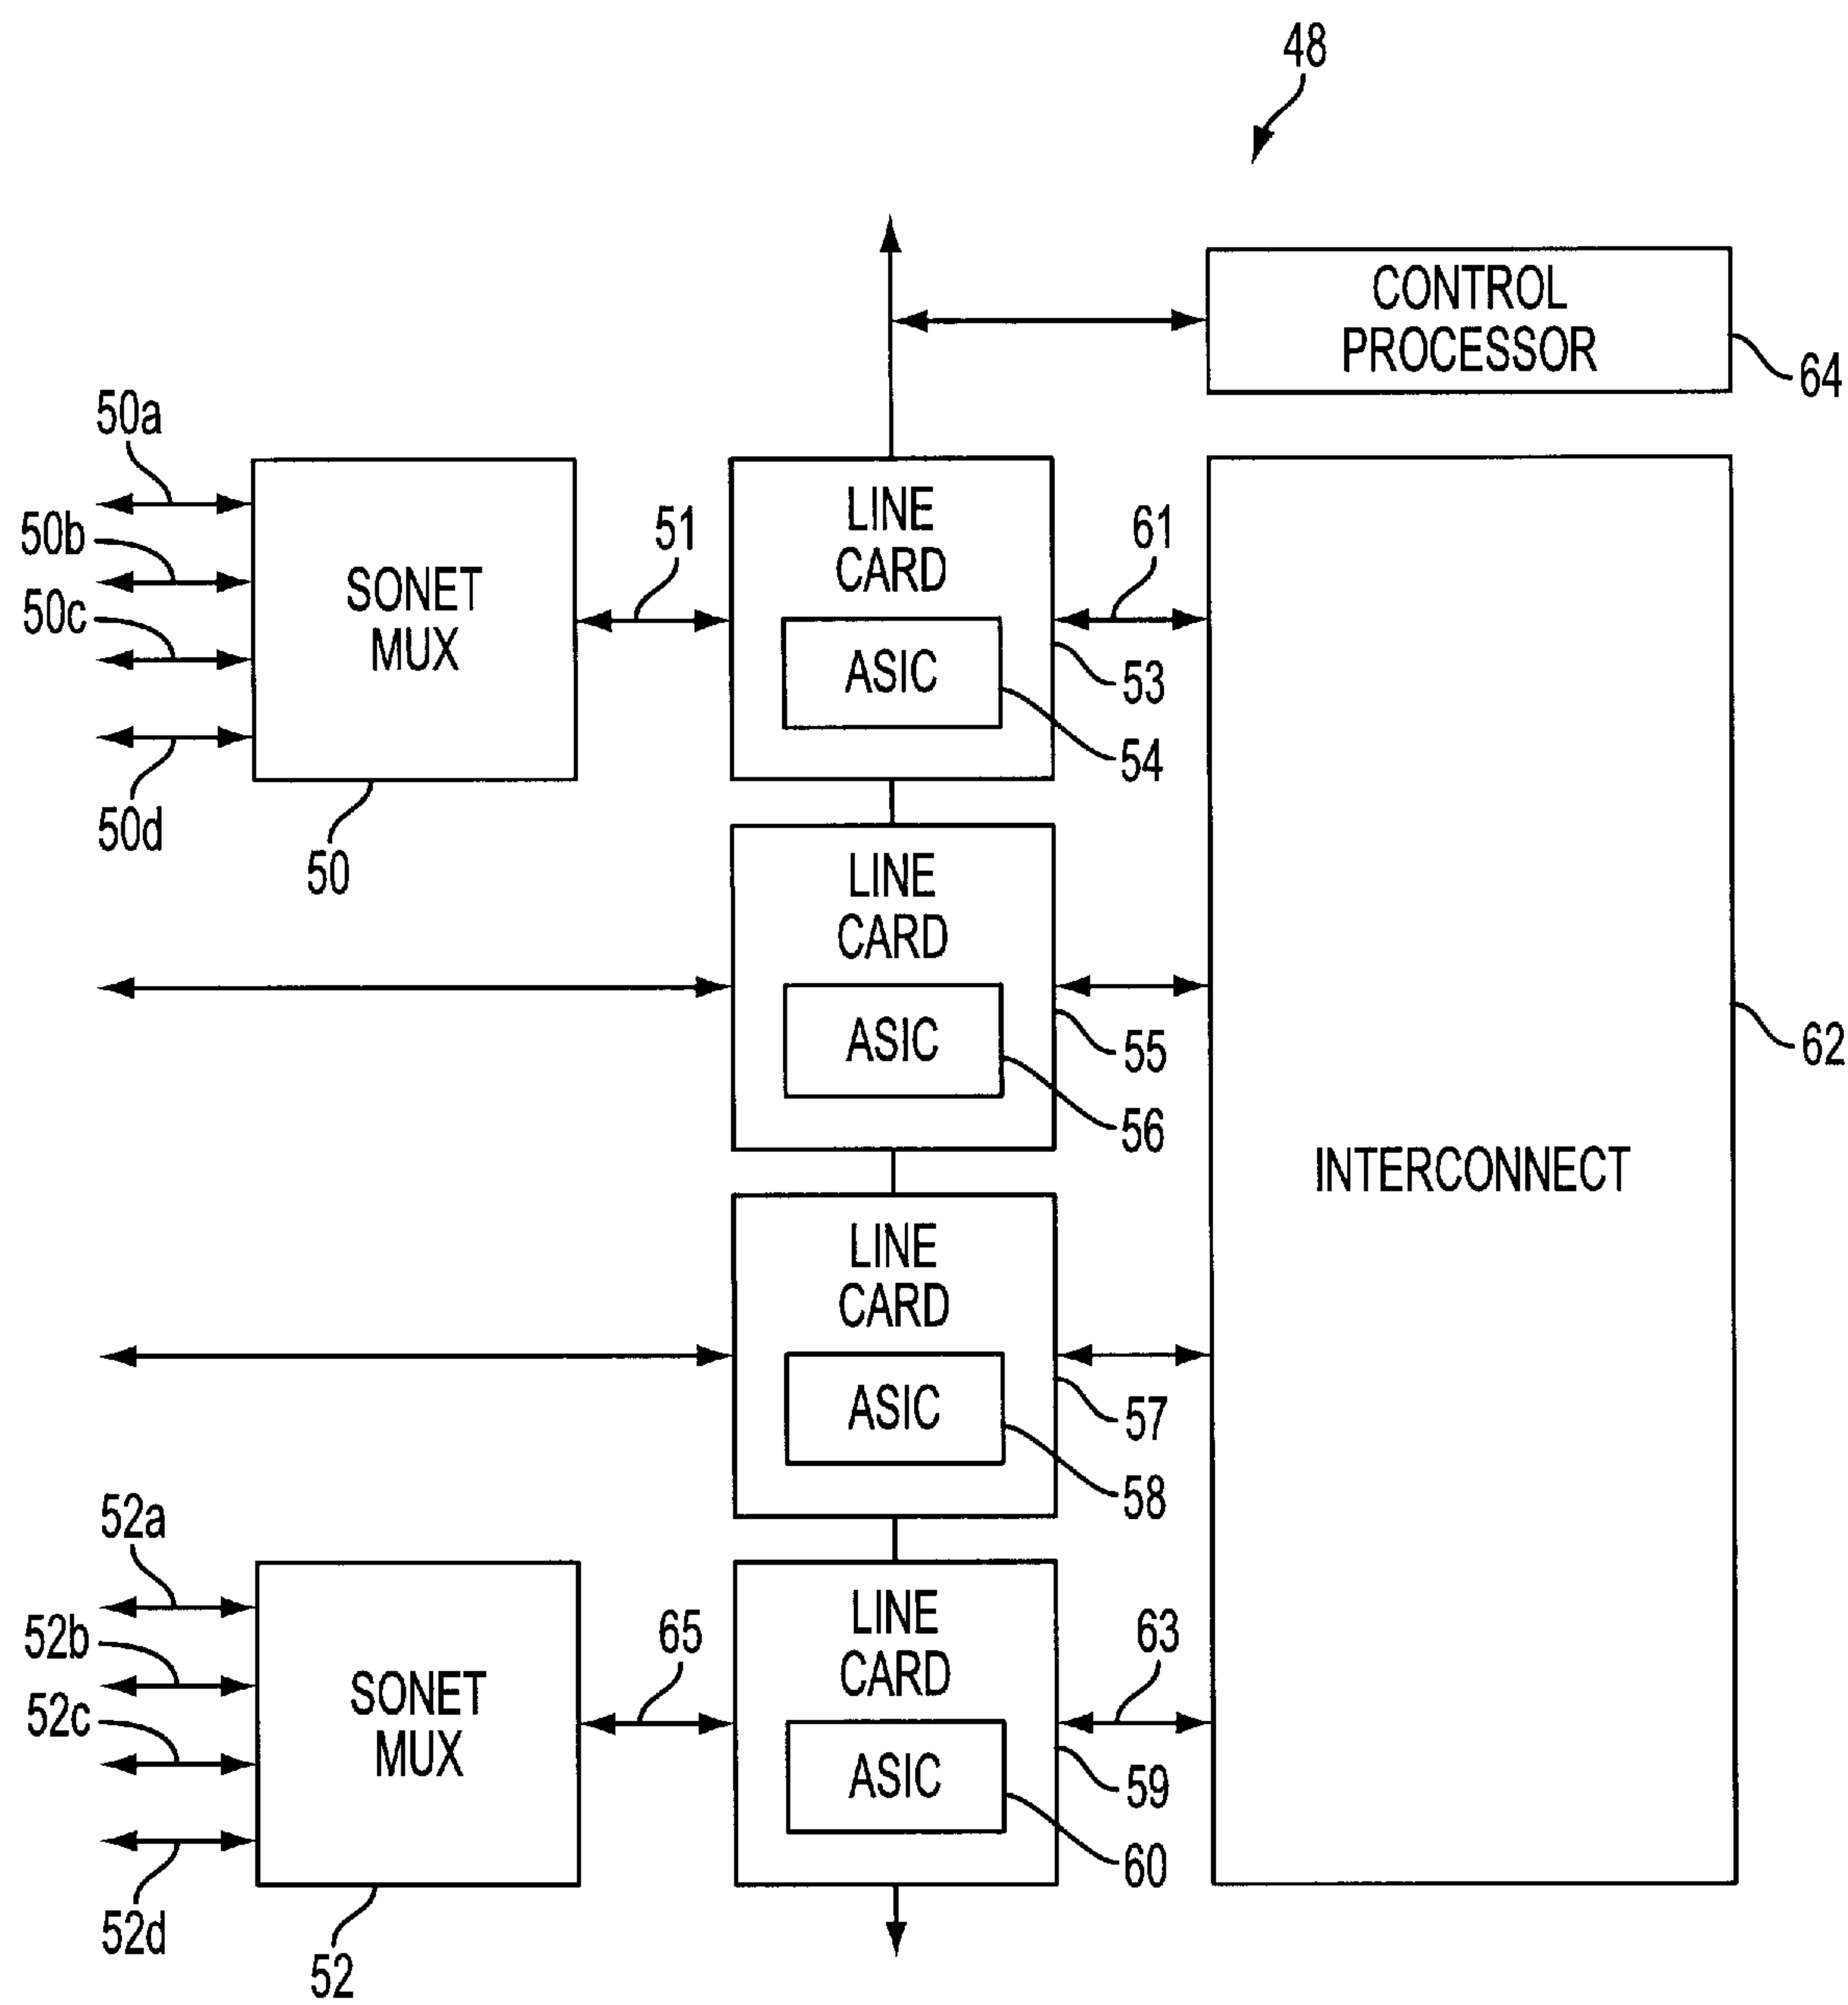 48
CONTROL
PROCESSOR
64
50a
50b
50c
50d
SONET
MUX
50
51
LINE
CARD
ASIC
61
53
54
LINE
CARD
ASIC
55
56
62
INTERCONNECT
LINE
CARD
ASIC
57
58
52a
52b
52c
52d
SONET
MUX
52
65
LINE
CARD
ASIC
63
59
60